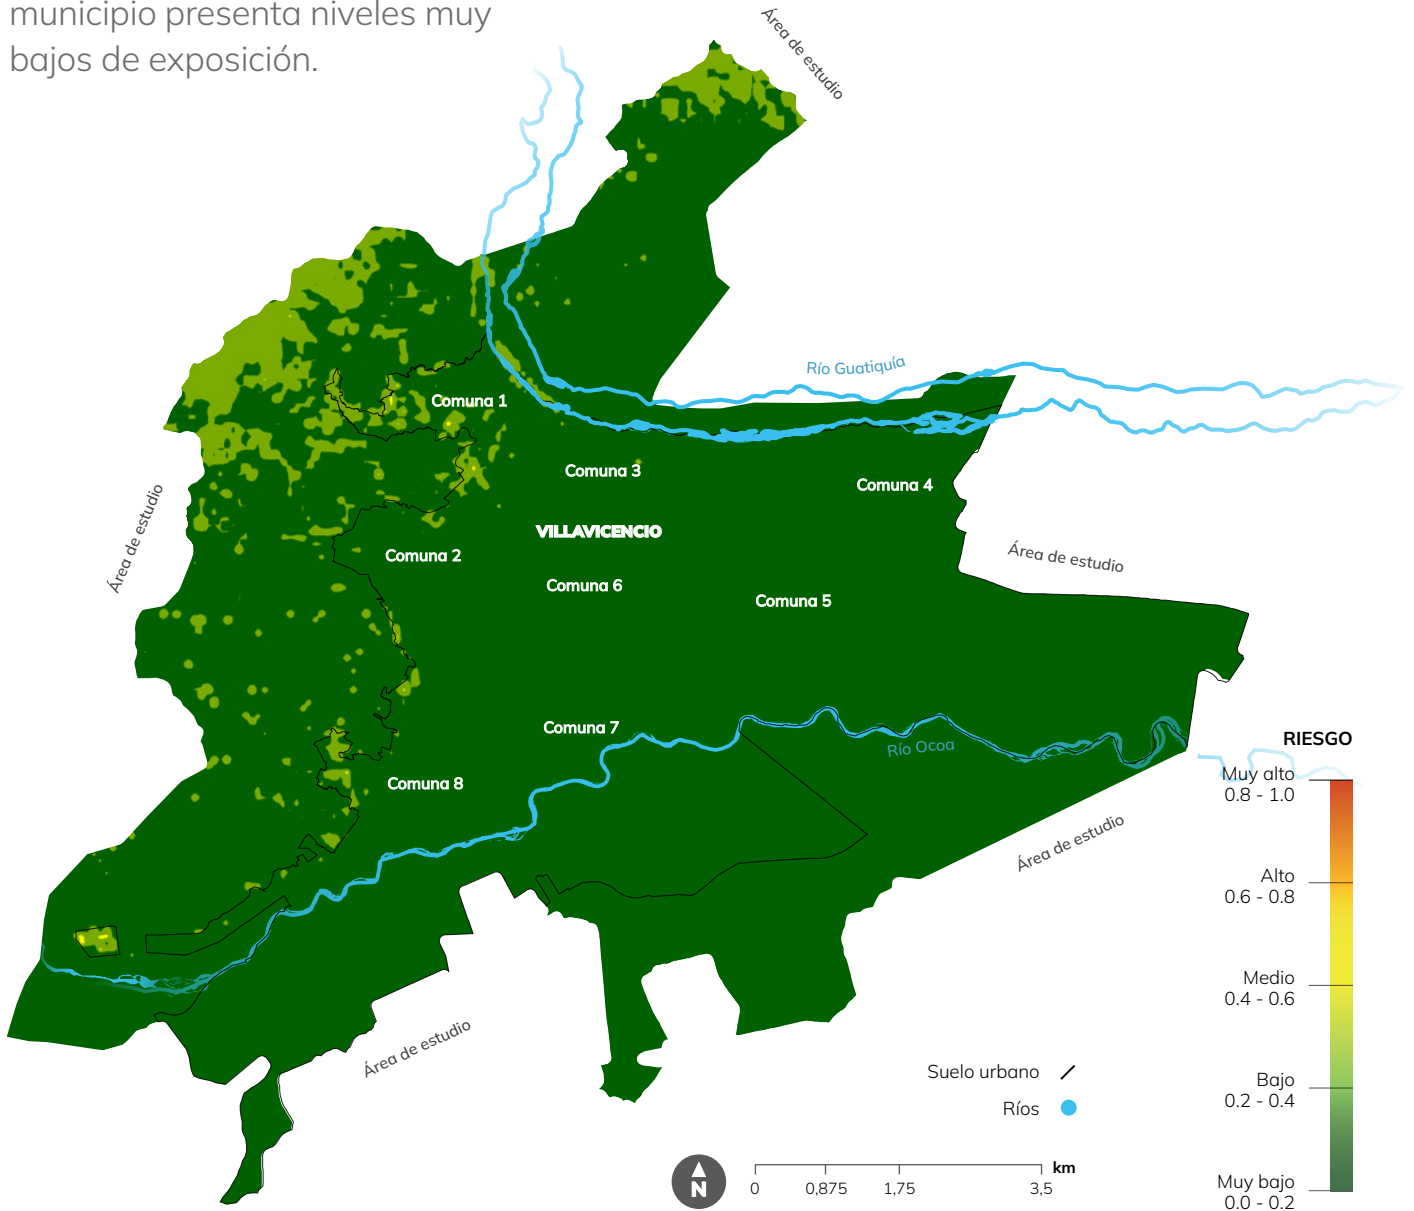 municipio presenta niveles muy
bajos de exposición.
Área de estudio
Río Guatiquía
Comuna 1
Comuna 3
Comuna 4
Área de estudio
VILLAVICENCIO
Comuna 2
Área de estudio
Comuna 6
Comuna 5
Comuna 7
Río Ocoa
Comuna 8
RIESGO
Muy alto
0.8 - 1.0
Área de estudio
Alto
0.6 - 0.8
Medio
0.4 - 0.6
Área de estudio
Suelo urbano
Bajo
0.2 - 0.4
Ríos
N
km
0 0,875 1,75 3,5
Muy bajo
0.0 - 0.2